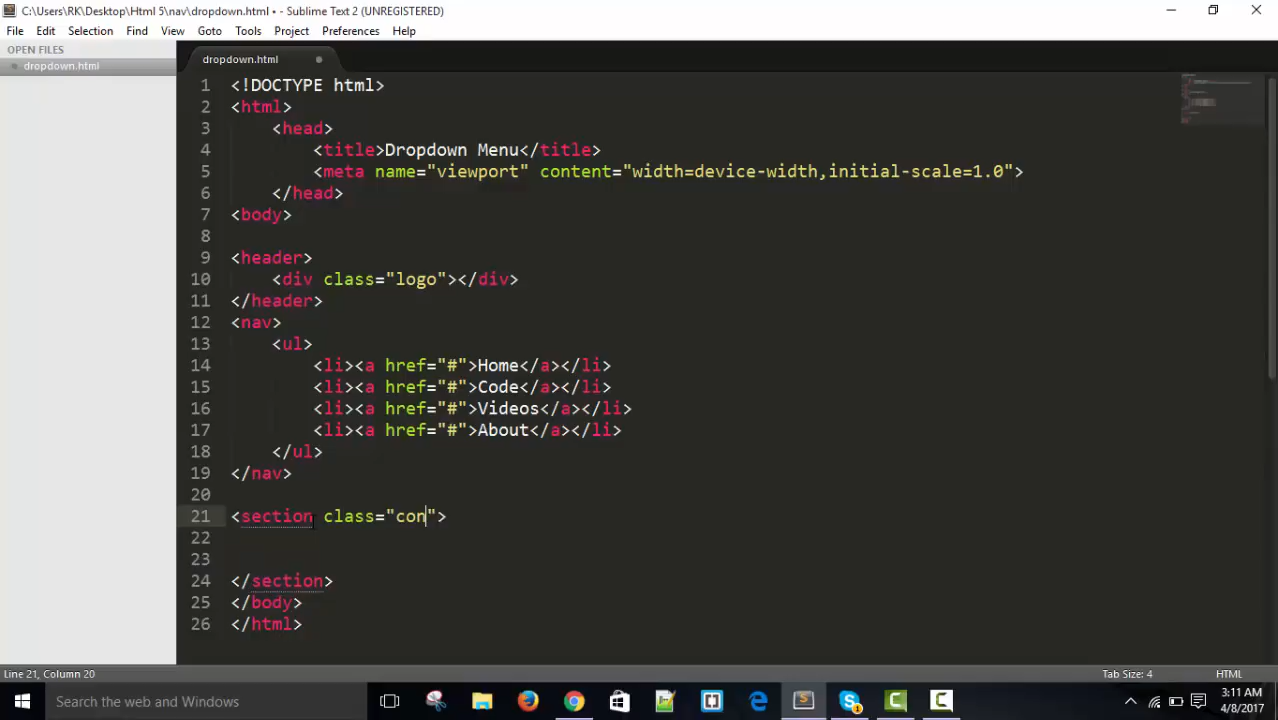 C:\Users\RK\Desktop\Html 5\nav\dropdown.html • - Sublime Text 2 (UNREGISTERED)
File Edit Selection Find View Goto Tools Project Preferences Help
OPEN FILES
dropdown.html
dropdown.html
1 <!DOCTYPE html>
2 <html>
3 <head>
4 <title>Dropdown Menu</title>
5 <meta name="viewport" content="width=device-width,initial-scale=1.0">
6 </head>
7 <body>
8
9 <header>
10 <div class="logo"></div>
11 </header>
12 <nav>
13 <ul>
14 <li><a href="#">Home</a></li>
15 <li><a href="#">Code</a></li>
16 <li><a href="#">Videos</a></li>
17 <li><a href="#">About</a></li>
18 </ul>
19 </nav>
20
21 <section class="con">
22
23
24 </section>
25 </body>
26 </html>
Line 21, Column 20 Tab Size: 4 HTML
Search the web and Windows
3:11 AM
4/8/2017